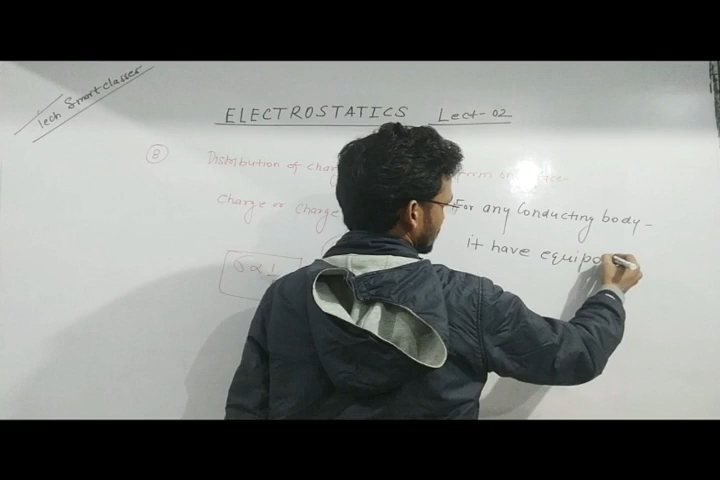 Tech Smart classes
ELECTROSTATICS Lect-02
B Distribution of char
Charge or Charge For any Conducting body -
it have equipo
σ ∝ 1